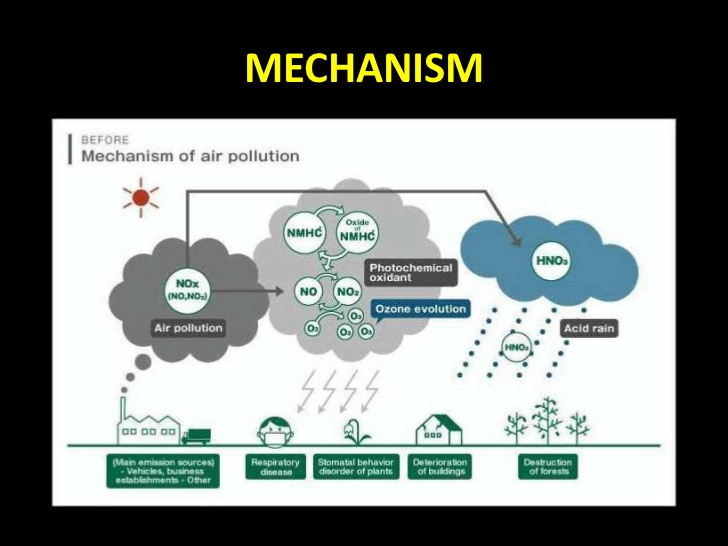 MECHANISM
BEFORE
Mechanism of air pollution
NMHC
Oxide
of
NMHC
NOx
(NO,NO₂)
Air pollution
Photochemical
oxidant
NO
NO₂
Ozone evolution
O₃
O₂
O₃
O₃
HNO₃
HNO₃
Acid rain
(Main emission sources)
- Vehicles, business
establishments - Other
Respiratory
disease
Stomatal behavior
disorder of plants
Deterioration
of buildings
Destruction
of forests